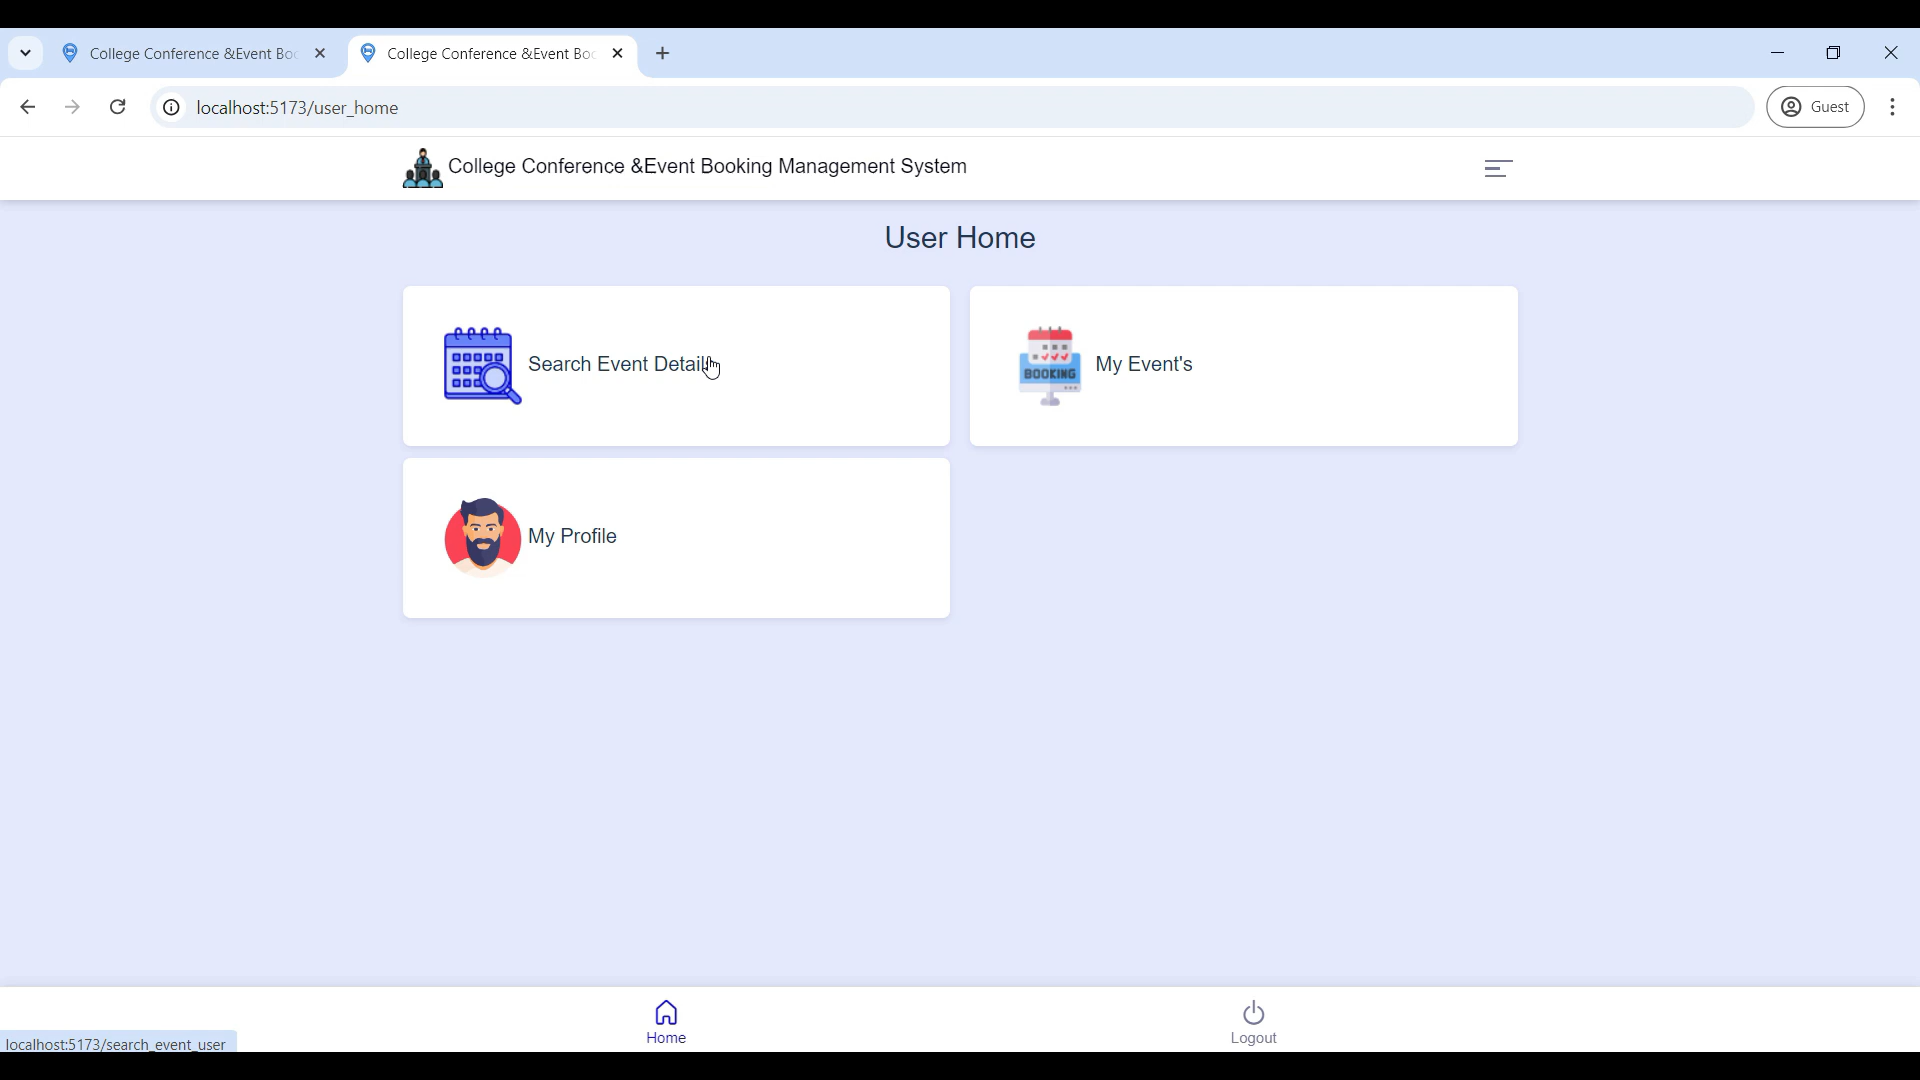 College Conference &Event Boo
College Conference &Event Boo
localhost:5173/user_home
Guest
College Conference &Event Booking Management System
User Home
Search Event Detail
BOOKING
My Event's
My Profile
Home
Logout
localhost:5173/search_event_user